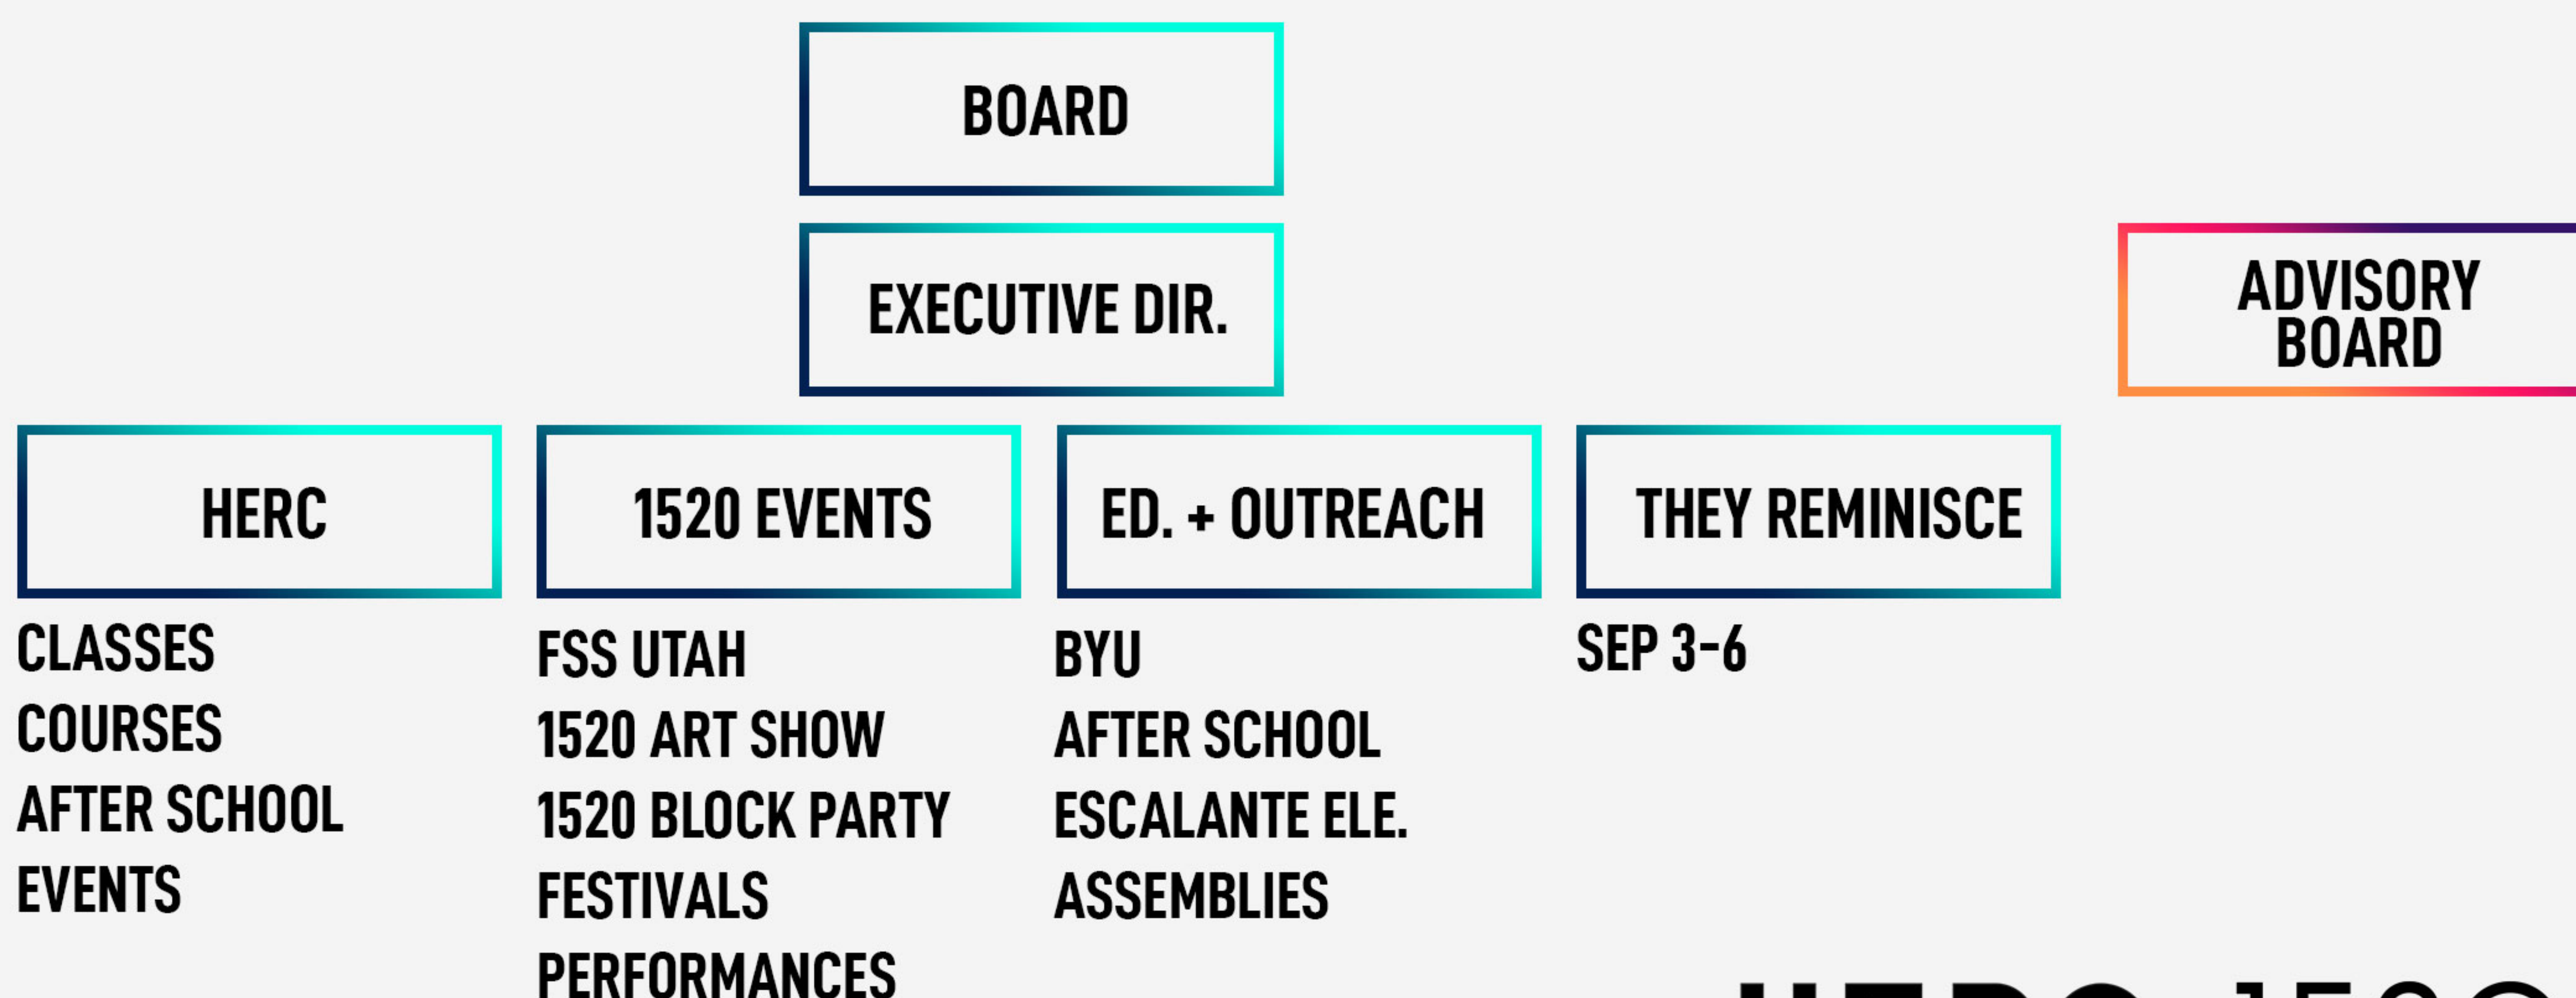 BOARD
EXECUTIVE DIR.
ADVISORY
BOARD
HERC
1520 EVENTS
ED. + OUTREACH
THEY REMINISCE
CLASSES
COURSES
AFTER SCHOOL
EVENTS
FSS UTAH
1520 ART SHOW
1520 BLOCK PARTY
FESTIVALS
PERFORMANCES
BYU
AFTER SCHOOL
ESCALANTE ELE.
ASSEMBLIES
SEP 3-6